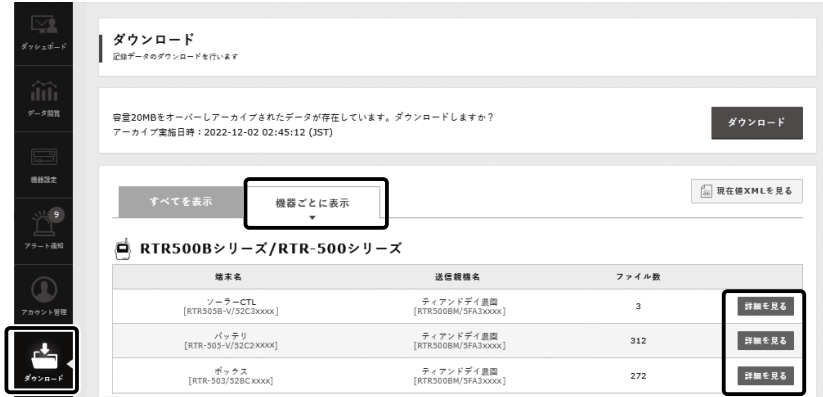 ダッシュボード
データ閲覧
機器設定
9
アラート通知
アカウント管理
ダウンロード
ダウンロード
記録データのダウンロードを行います
容量20MBをオーバーしアーカイブされたデータが存在しています。ダウンロードしますか？
アーカイブ実施日時：2022-12-02 02:45:12 (JST)
ダウンロード
すべてを表示
機器ごとに表示
現在値XMLを見る
RTR500Bシリーズ/RTR-500シリーズ
端末名 送信親機名 ファイル数
ソーラーCTL ティアンドデイ農園 3 詳細を見る
[RTR505B-V/52C3xxxx] [RTR500BM/5FA3xxxx]
バッテリ ティアンドデイ農園 312 詳細を見る
[RTR-505-V/52C2xxxx] [RTR500BM/5FA3xxxx]
ボックス ティアンドデイ農園 272 詳細を見る
[RTR-503/52BCxxxx] [RTR500BM/5FA3xxxx]